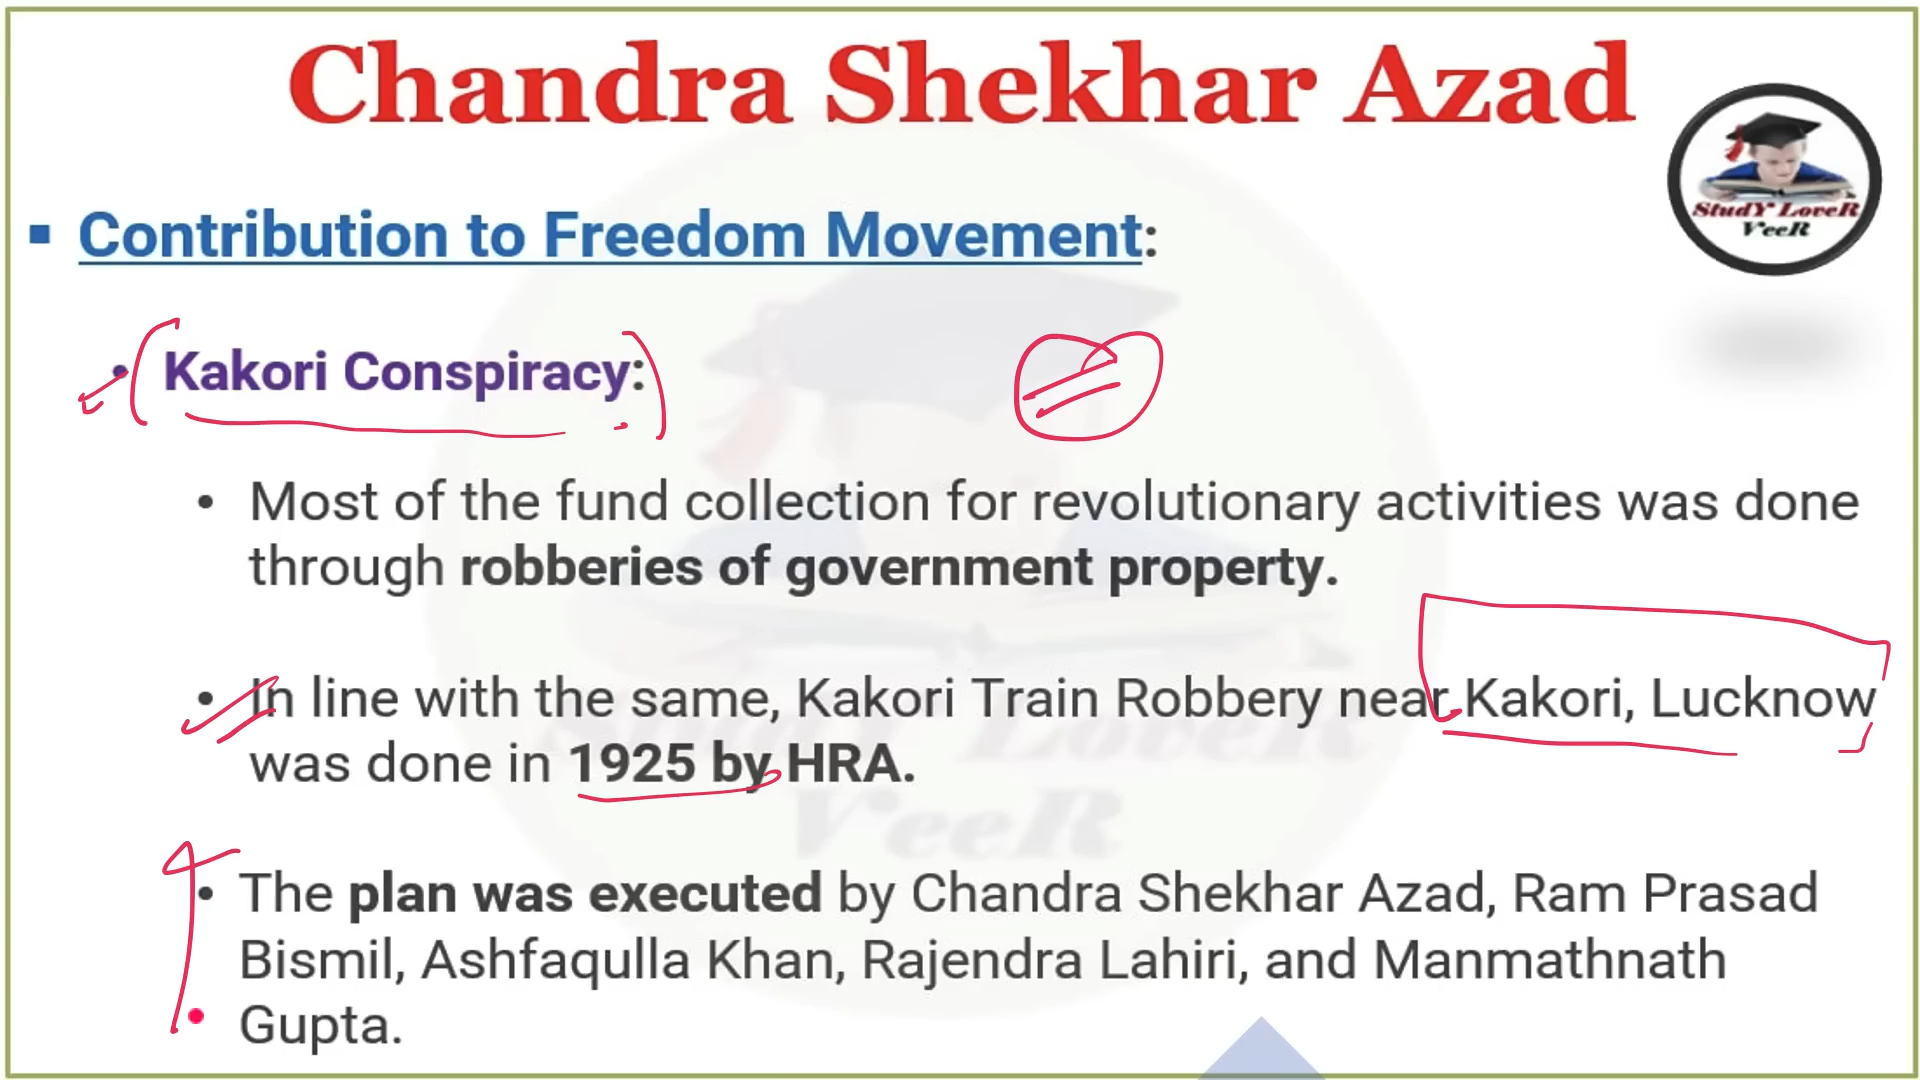 Chandra Shekhar Azad
StudY LoveR
VeeR
▪ Contribution to Freedom Movement:
• Kakori Conspiracy:
• Most of the fund collection for revolutionary activities was done
through robberies of government property.
• In line with the same, Kakori Train Robbery near Kakori, Lucknow
was done in 1925 by HRA.
• The plan was executed by Chandra Shekhar Azad, Ram Prasad
Bismil, Ashfaqulla Khan, Rajendra Lahiri, and Manmathnath
Gupta.
StudY LoveR
VeeR